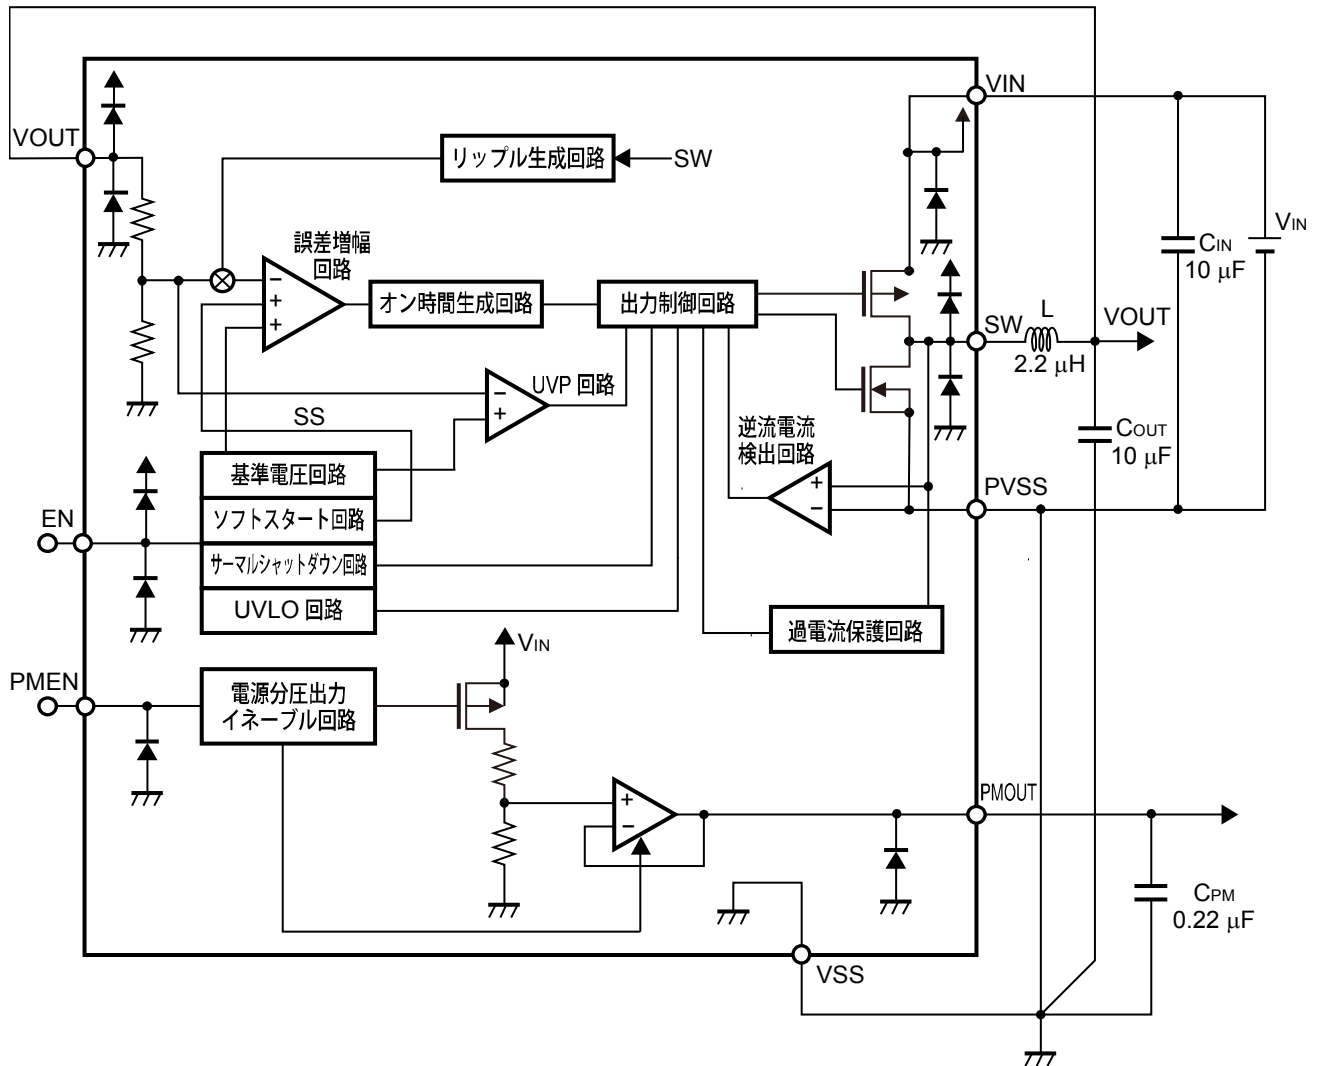 VIN
VOUT
リップル生成回路
SW
誤差増幅
回路
−
+
+
オン時間生成回路
出力制御回路
VIN
CIN
10 μF
SW
L
2.2 μH
VOUT
UVP 回路
−
+
SS
逆流電流
検出回路
+
−
COUT
10 μF
基準電圧回路
ソフトスタート回路
サーマルシャットダウン回路
UVLO 回路
EN
PVSS
過電流保護回路
PMEN
電源分圧出力
イネーブル回路
VIN
+
−
PMOUT
CPM
0.22 μF
VSS